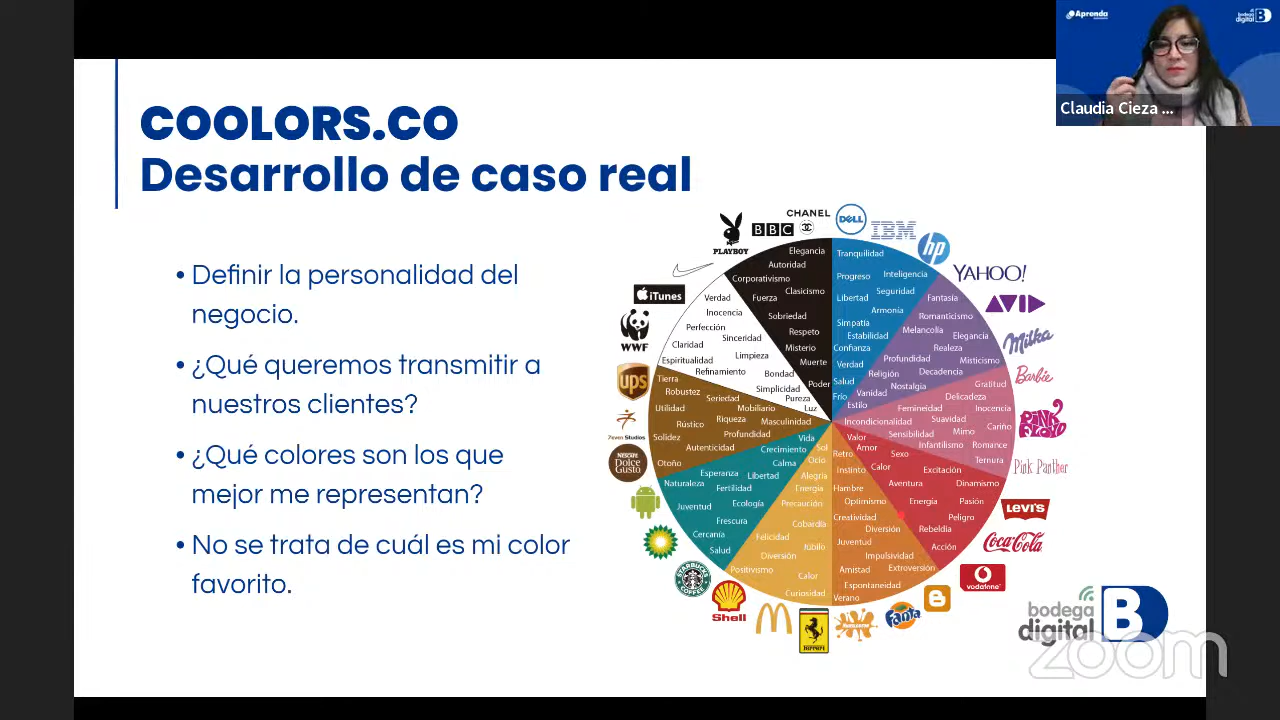 Aprenda
bodega
digital B
Claudia Cieza ...
COOLORS.CO
Desarrollo de caso real
• Definir la personalidad del
negocio.
• ¿Qué queremos transmitir a
nuestros clientes?
• ¿Qué colores son los que
mejor me representan?
• No se trata de cuál es mi color
favorito.
PLAYBOY
BBC
CHANEL
DELL
IBM
hp
YAHOO!
AVID
Milka
Barbie
PINK FLOYD
Pink Panther
LEVI'S
Coca-Cola
vodafone
Fanta
nickelodeon
Ferrari
Shell
STARBUCKS
COFFEE
NESCAFÉ
Dolce
Gusto
7even Studios
ups
WWF
iTunes
Elegancia
Autoridad
Corporativismo
Clasicismo
Fuerza
Sobriedad
Respeto
Misterio
Muerte
Poder
Tranquilidad
Progreso
Inteligencia
Libertad
Seguridad
Armonía
Simpatía
Estabilidad
Confianza
Verdad
Salud
Frío
Fantasía
Romanticismo
Melancolía
Elegancia
Realeza
Profundidad
Misticismo
Religión
Decadencia
Nostalgia
Vanidad
Estilo
Gratitud
Delicadeza
Femineidad
Inocencia
Incondicionalidad
Suavidad
Cariño
Sensibilidad
Mimo
Infantilismo
Romance
Ternura
Valor
Amor
Sexo
Calor
Excitación
Aventura
Dinamismo
Energía
Pasión
Peligro
Rebeldía
Acción
Retro
Instinto
Hambre
Optimismo
Creatividad
Diversión
Juventud
Impulsividad
Amistad
Extroversión
Espontaneidad
Verano
Sol
Ocio
Alegría
Energía
Precaución
Cobardía
Felicidad
Júbilo
Diversión
Positivismo
Calor
Curiosidad
Vida
Crecimiento
Calma
Esperanza
Libertad
Naturaleza
Fertilidad
Juventud
Ecología
Frescura
Cercanía
Salud
Tierra
Robustez
Seriedad
Utilidad
Mobiliario
Riqueza
Masculinidad
Rústico
Profundidad
Solidez
Autenticidad
Otoño
Verdad
Inocencia
Perfección
Sinceridad
Claridad
Limpieza
Espiritualidad
Refinamiento
Bondad
Simplicidad
Pureza
Luz
bodega
digital B
zoom